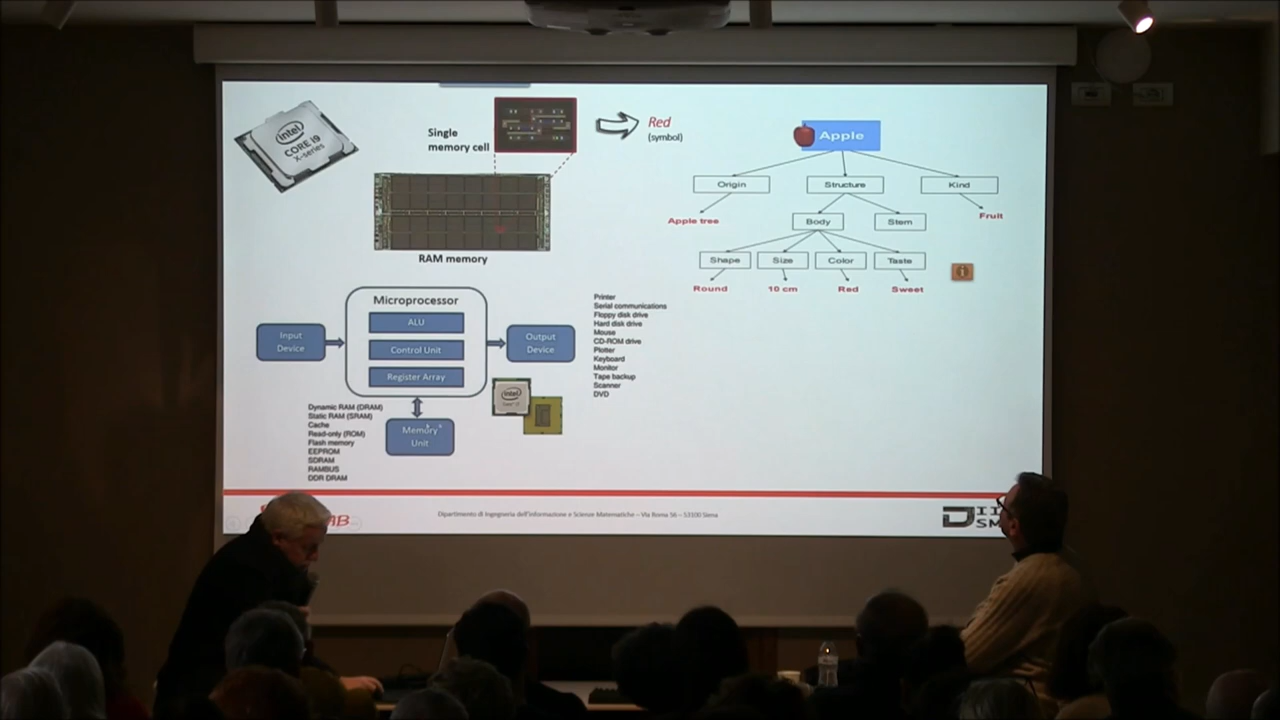 intel
CORE i9
X-series
Single
memory cell
Red
(symbol)
RAM memory
Apple
Origin
Structure
Kind
Apple tree
Body
Stem
Fruit
Shape
Size
Color
Taste
Round
10 cm
Red
Sweet
Microprocessor
ALU
Control Unit
Register Array
Input
Device
Output
Device
Memory
Unit
intel
Printer
Serial communications
Floppy disk drive
Hard disk drive
Mouse
CD-ROM drive
Plotter
Keyboard
Monitor
Tape backup
Scanner
DVD
Dynamic RAM (DRAM)
Static RAM (SRAM)
Cache
Read-only (ROM)
Flash memory
EEPROM
SDRAM
RAMBUS
DDR DRAM
Dipartimento di Ingegneria dell'Informazione e Scienze Matematiche – Via Roma 56 – 53100 Siena